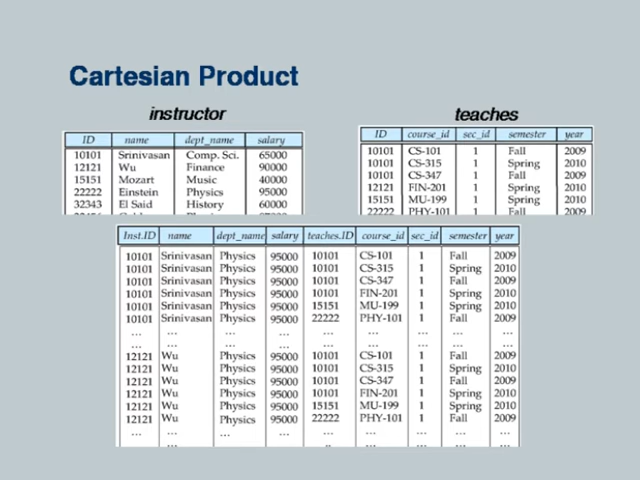 Cartesian Product
instructor
teaches
ID name dept_name salary
10101 Srinivasan Comp. Sci. 65000
12121 Wu Finance 90000
15151 Mozart Music 40000
22222 Einstein Physics 95000
32343 El Said History 60000
ID course_id sec_id semester year
10101 CS-101 1 Fall 2009
10101 CS-315 1 Spring 2010
10101 CS-347 1 Fall 2009
12121 FIN-201 1 Spring 2010
15151 MU-199 1 Spring 2010
22222 PHY-101 1 Fall 2009
Inst.ID name dept_name salary teaches.ID course_id sec_id semester year
10101 Srinivasan Physics 95000 10101 CS-101 1 Fall 2009
10101 Srinivasan Physics 95000 10101 CS-315 1 Spring 2010
10101 Srinivasan Physics 95000 10101 CS-347 1 Fall 2009
10101 Srinivasan Physics 95000 10101 FIN-201 1 Spring 2010
10101 Srinivasan Physics 95000 15151 MU-199 1 Spring 2010
10101 Srinivasan Physics 95000 22222 PHY-101 1 Fall 2009
... ... ... ... ... ... ... ... ...
... ... ... ... ... ... ... ... ...
12121 Wu Physics 95000 10101 CS-101 1 Fall 2009
12121 Wu Physics 95000 10101 CS-315 1 Spring 2010
12121 Wu Physics 95000 10101 CS-347 1 Fall 2009
12121 Wu Physics 95000 10101 FIN-201 1 Spring 2010
12121 Wu Physics 95000 15151 MU-199 1 Spring 2010
12121 Wu Physics 95000 22222 PHY-101 1 Fall 2009
... ... ... ... ... ... ... ... ...